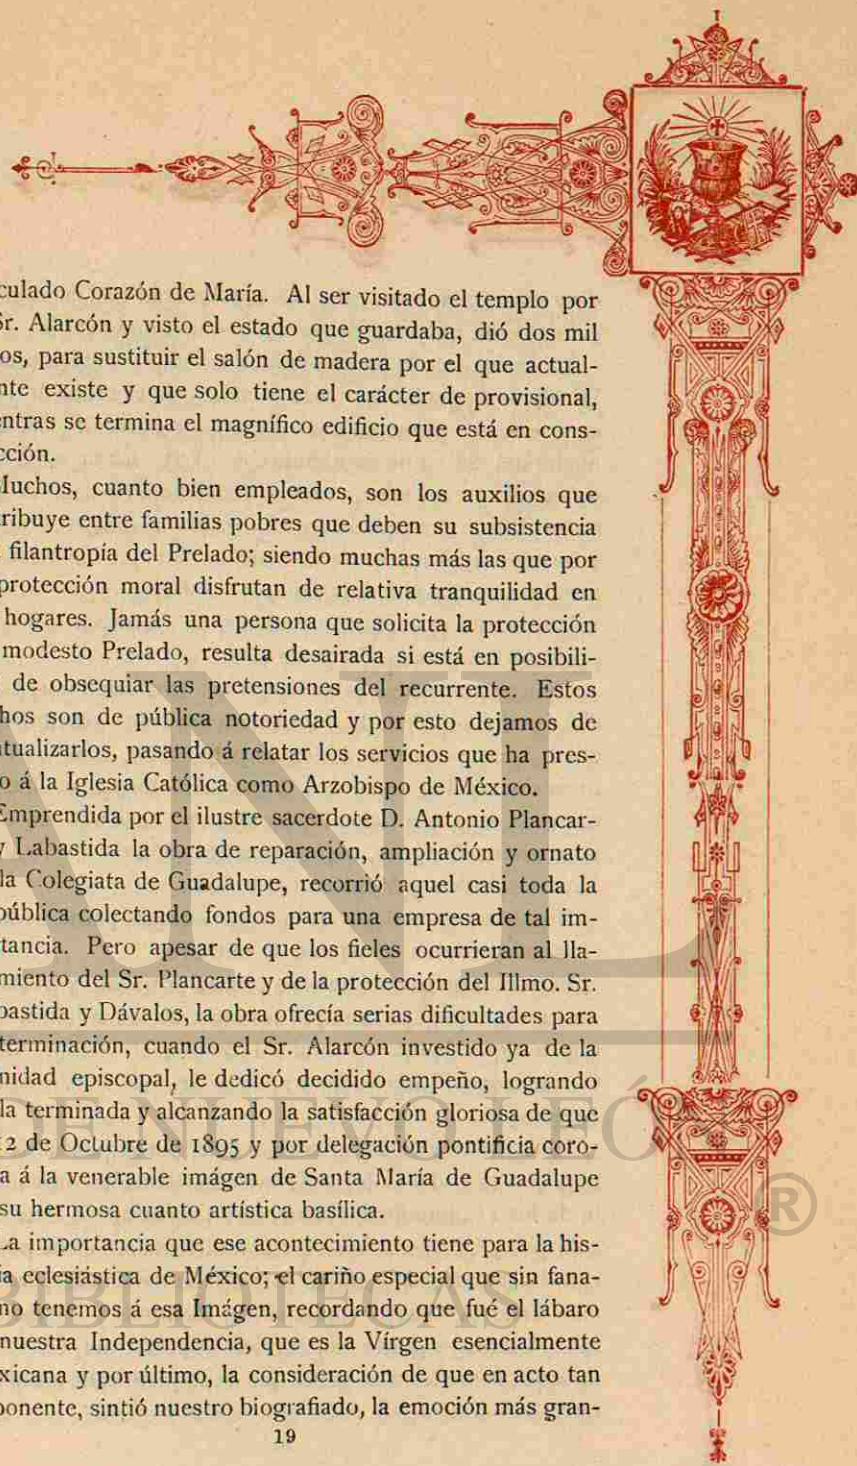 culado Corazón de María. Al ser visitado el templo por
Sr. Alarcón y visto el estado que guardaba, dió dos mil
os, para sustituir el salón de madera por el que actual-
nte existe y que solo tiene el carácter de provisional,
entras se termina el magnífico edificio que está en cons-
cción.
Muchos, cuanto bien empleados, son los auxilios que
ribuye entre familias pobres que deben su subsistencia
filantropía del Prelado; siendo muchas más las que por
protección moral disfrutan de relativa tranquilidad en
hogares. Jamás una persona que solicita la protección
modesto Prelado, resulta desairada si está en posibili-
de obsequiar las pretensiones del recurrente. Estos
hos son de pública notoriedad y por esto dejamos de
tualizarlos, pasando á relatar los servicios que ha pres-
o á la Iglesia Católica como Arzobispo de México.
Emprendida por el ilustre sacerdote D. Antonio Plancar-
y Labastida la obra de reparación, ampliación y ornato
la Colegiata de Guadalupe, recorrió aquel casi toda la
pública colectando fondos para una empresa de tal im-
tancia. Pero apesar de que los fieles ocurrieran al lla-
miento del Sr. Plancarte y de la protección del Illmo. Sr.
bastida y Dávalos, la obra ofrecía serias dificultades para
terminación, cuando el Sr. Alarcón investido ya de la
nidad episcopal, le dedicó decidido empeño, logrando
la terminada y alcanzando la satisfacción gloriosa de que
12 de Octubre de 1895 y por delegación pontificia coro-
a á la venerable imágen de Santa María de Guadalupe
su hermosa cuanto artística basílica.
La importancia que ese acontecimiento tiene para la his-
ia eclesiástica de México; el cariño especial que sin fana-
no tenemos á esa Imágen, recordando que fué el lábaro
nuestra Independencia, que es la Vírgen esencialmente
xicana y por último, la consideración de que en acto tan
ponente, sintió nuestro biografiado, la emoción más gran-
19
ANL
DE NUEVO LEÓ
®
BIBLIOTECAS